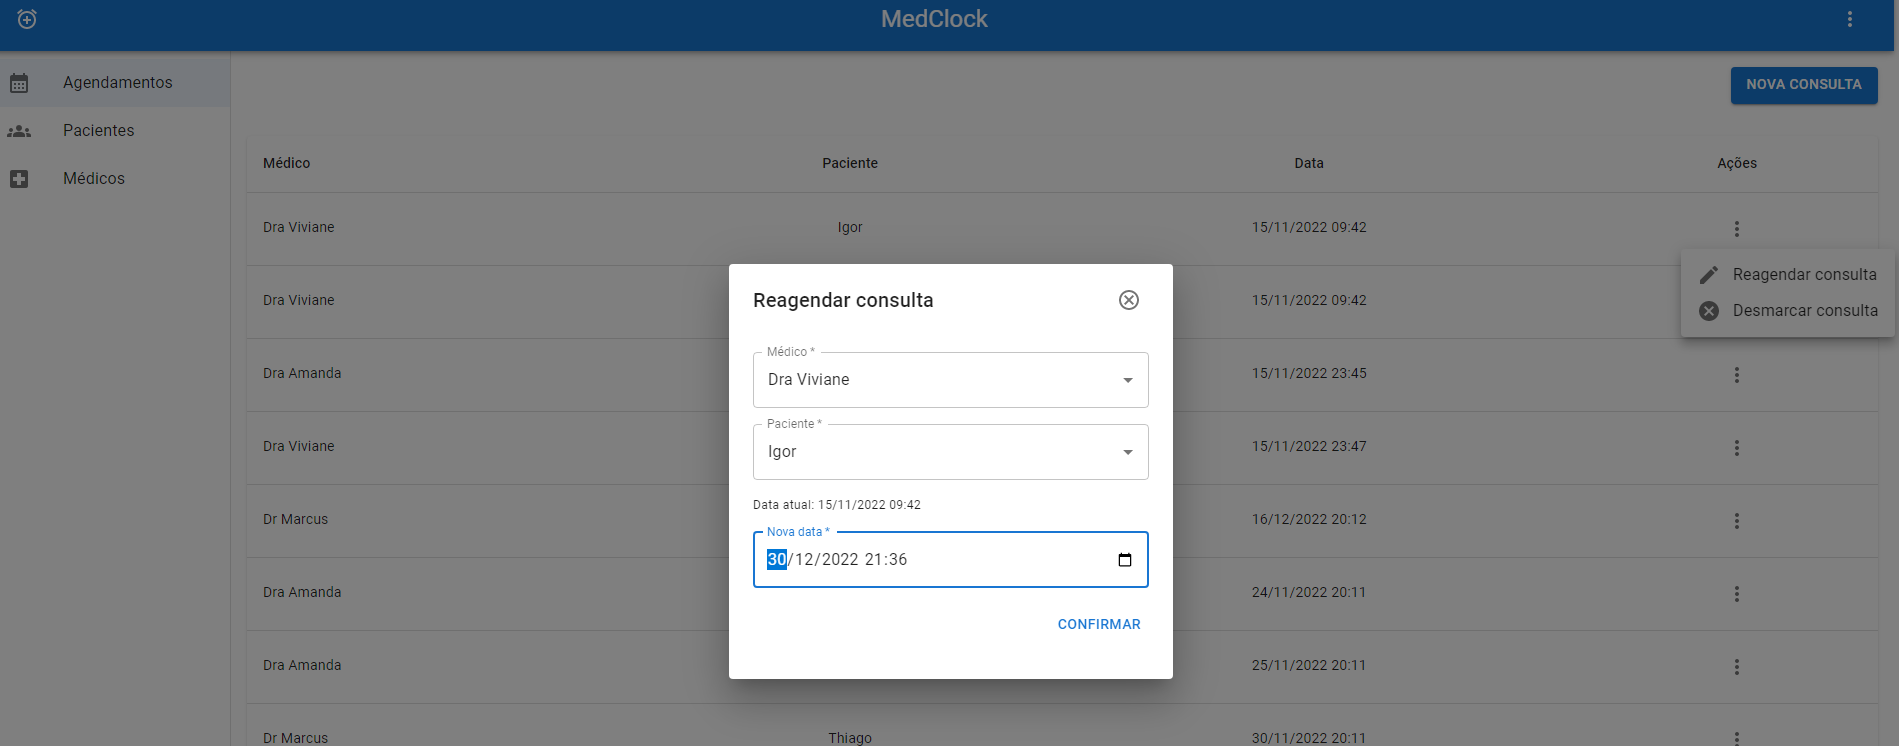 MedClock
Agendamentos
Pacientes
Médicos
NOVA CONSULTA
Médico Paciente Data Ações
Dra Viviane Igor 15/11/2022 09:42
Dra Viviane 15/11/2022 09:42
Dra Amanda 15/11/2022 23:45
Dra Viviane 15/11/2022 23:47
Dr Marcus 16/12/2022 20:12
Dra Amanda 24/11/2022 20:11
Dra Amanda 25/11/2022 20:11
Dr Marcus Thiago 30/11/2022 20:11
Reagendar consulta
Desmarcar consulta
Reagendar consulta
Médico *
Dra Viviane
Paciente *
Igor
Data atual: 15/11/2022 09:42
Nova data *
30/12/2022 21:36
CONFIRMAR